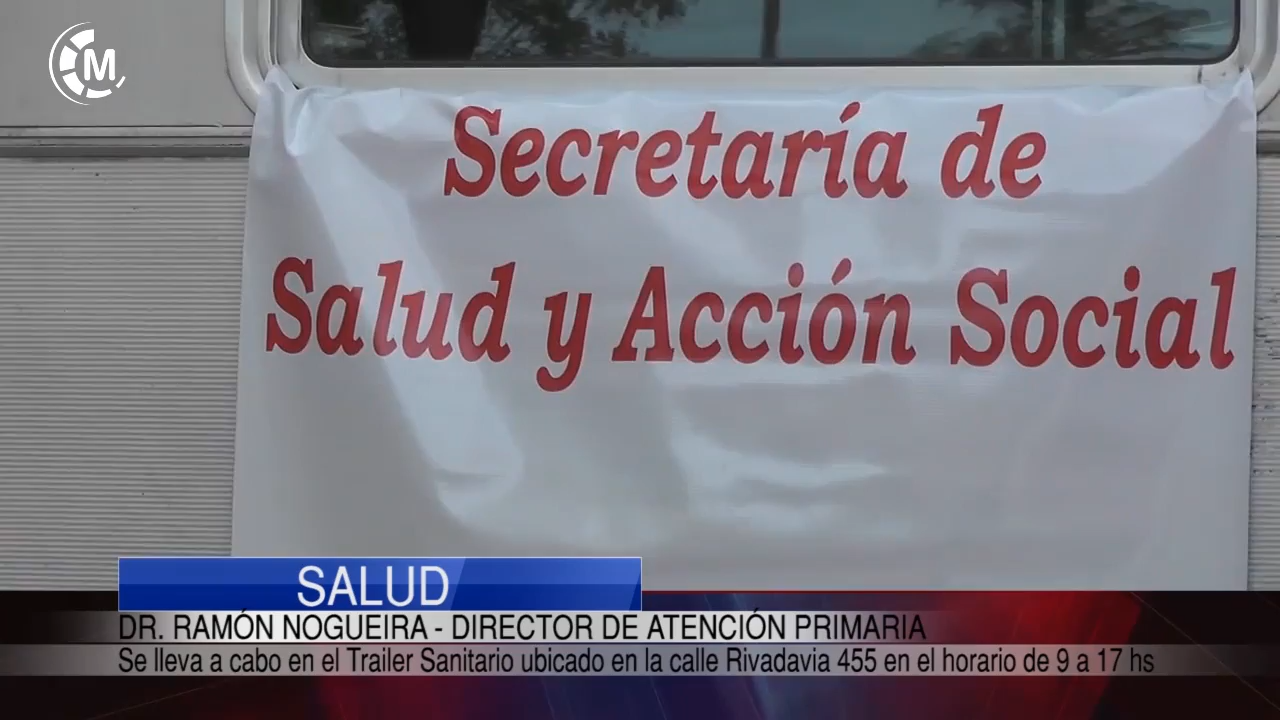 M
Secretaría de
Salud y Acción Social
SALUD
DR. RAMÓN NOGUEIRA - DIRECTOR DE ATENCIÓN PRIMARIA
Se lleva a cabo en el Trailer Sanitario ubicado en la calle Rivadavia 455 en el horario de 9 a 17 hs